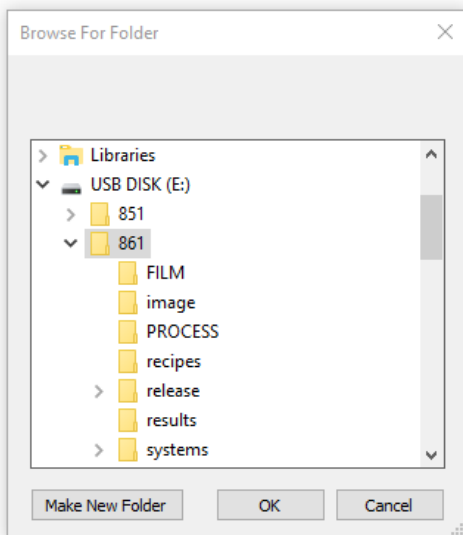 Browse For Folder
Libraries
USB DISK (E:)
851
861
FILM
image
PROCESS
recipes
release
results
systems
Make New Folder
OK
Cancel